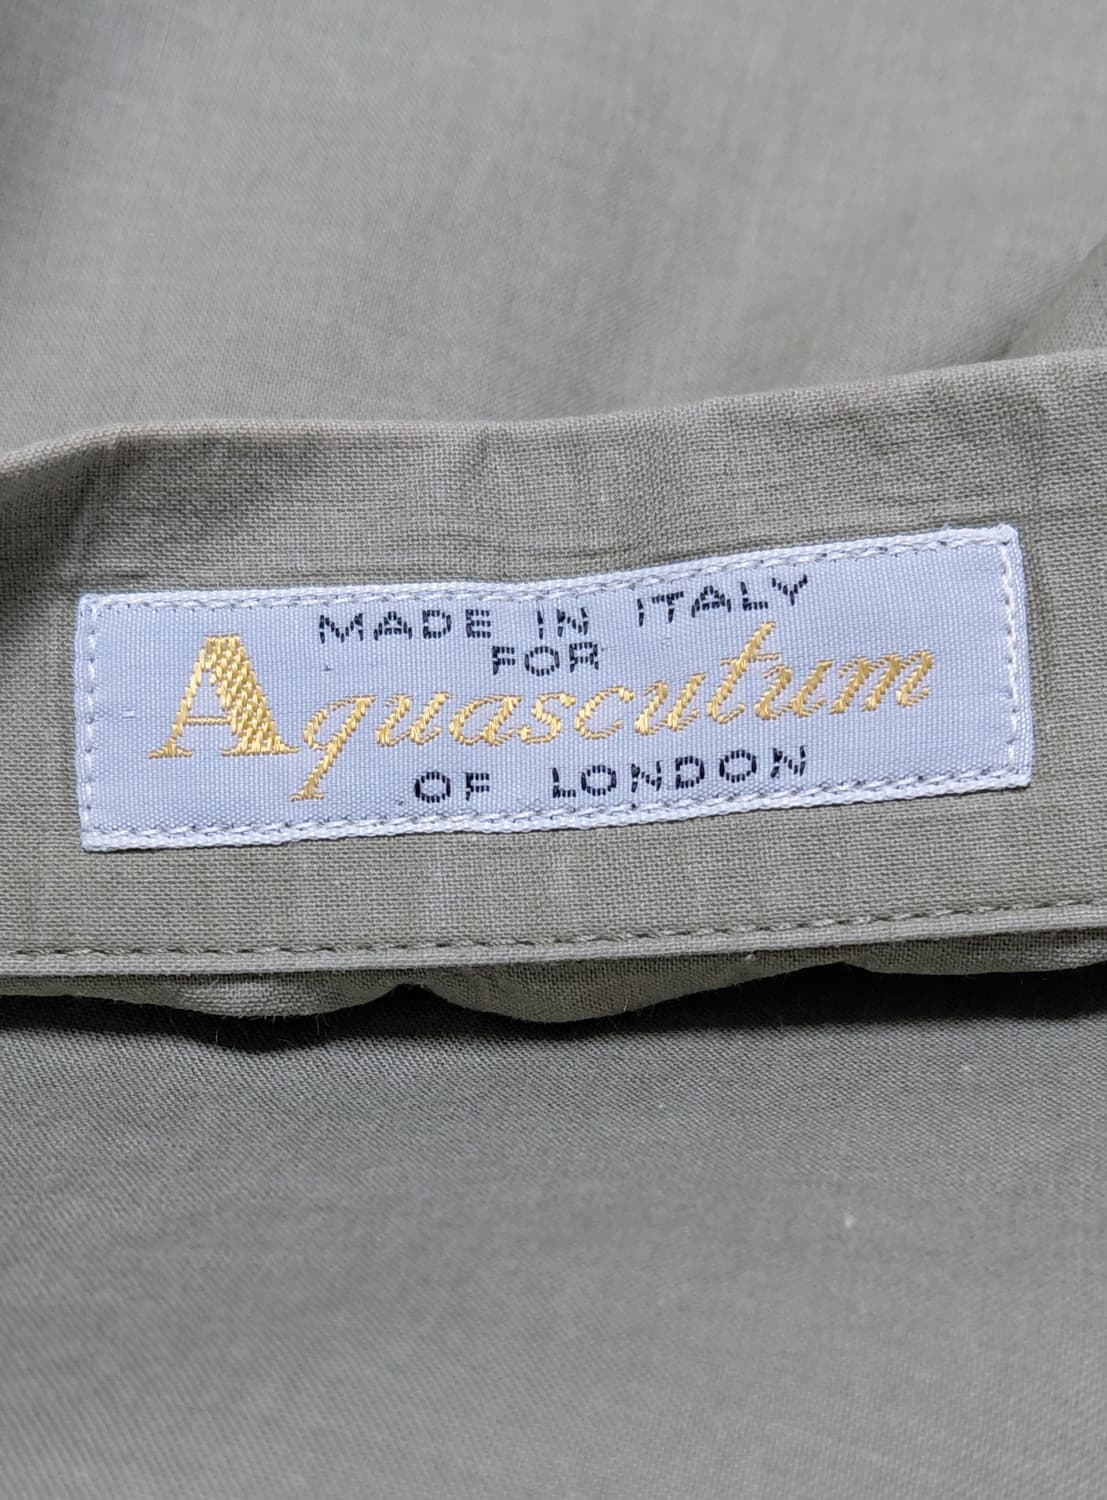 MADE IN ITALY
FOR
Aquascutum
OF LONDON